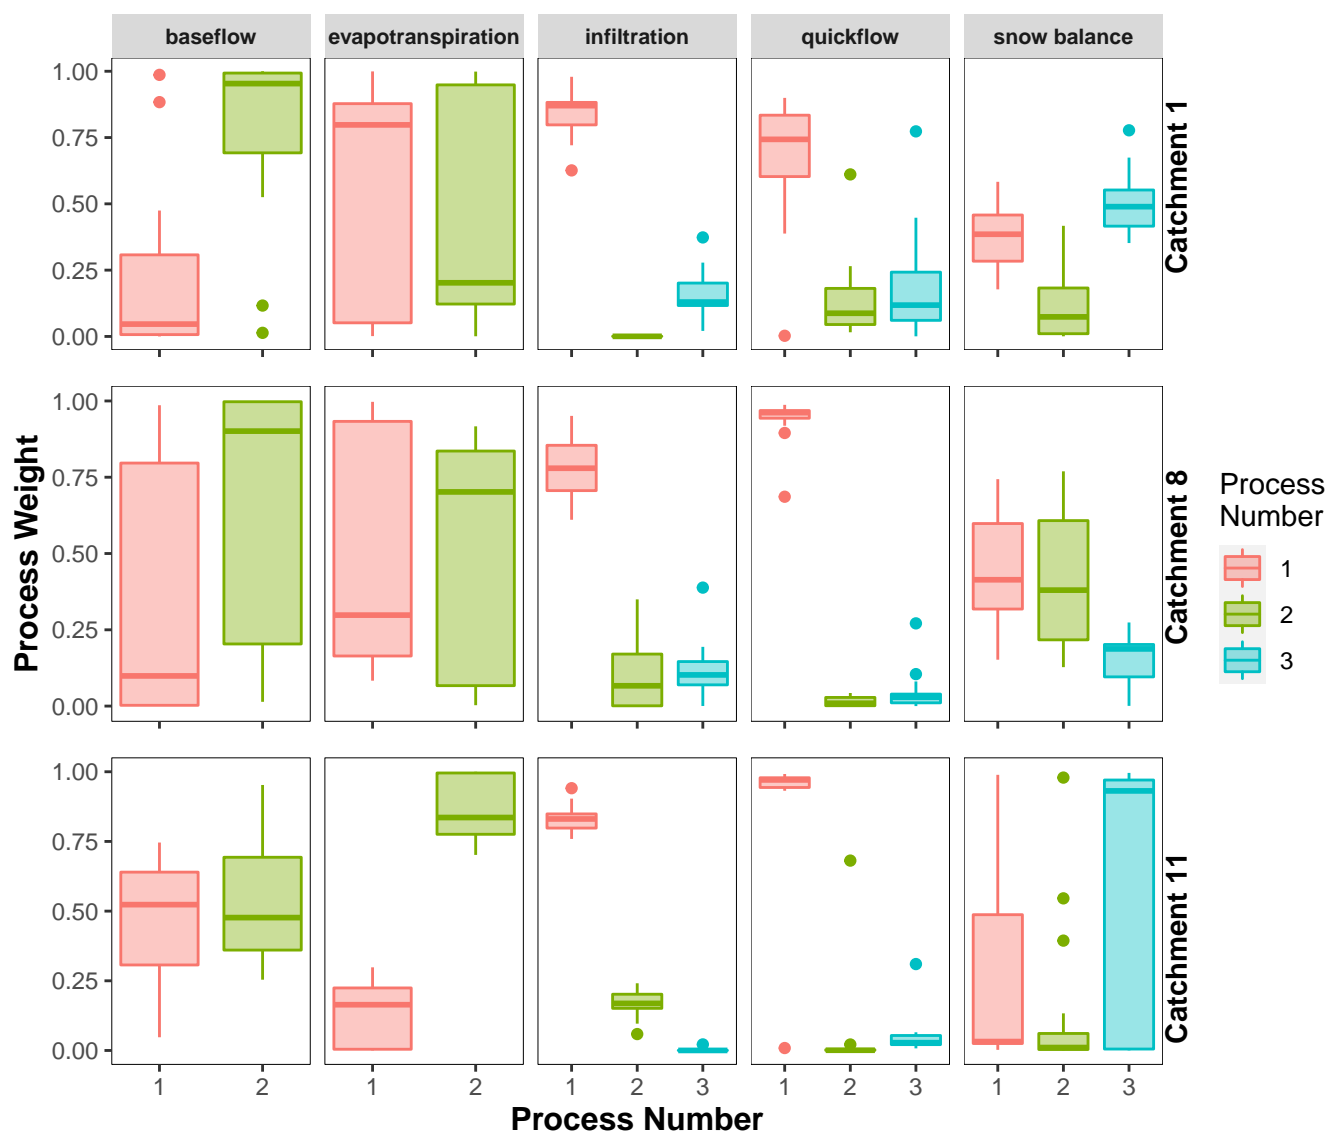 baseflow evapotranspiration infiltration quickflow snow balance
1.00
0.75
0.50
0.25
0.00
Catchment 1
1.00
0.75
0.50
0.25
0.00
Catchment 8
1.00
0.75
0.50
0.25
0.00
Catchment 11
1 2 1 2 1 2 3 1 2 3 1 2 3
Process Number
Process Weight
Process
Number
1
2
3